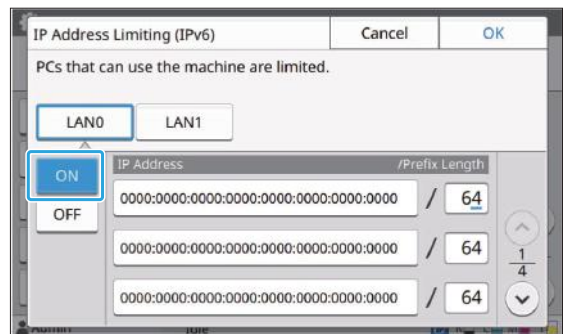 IP Address Limiting (IPv6) Cancel OK
PCs that can use the machine are limited.
LAN0 LAN1
ON
OFF
IP Address /Prefix Length
0000:0000:0000:0000:0000:0000:0000:0000 / 64
0000:0000:0000:0000:0000:0000:0000:0000 / 64
0000:0000:0000:0000:0000:0000:0000:0000 / 64
1
4
Admin Idle